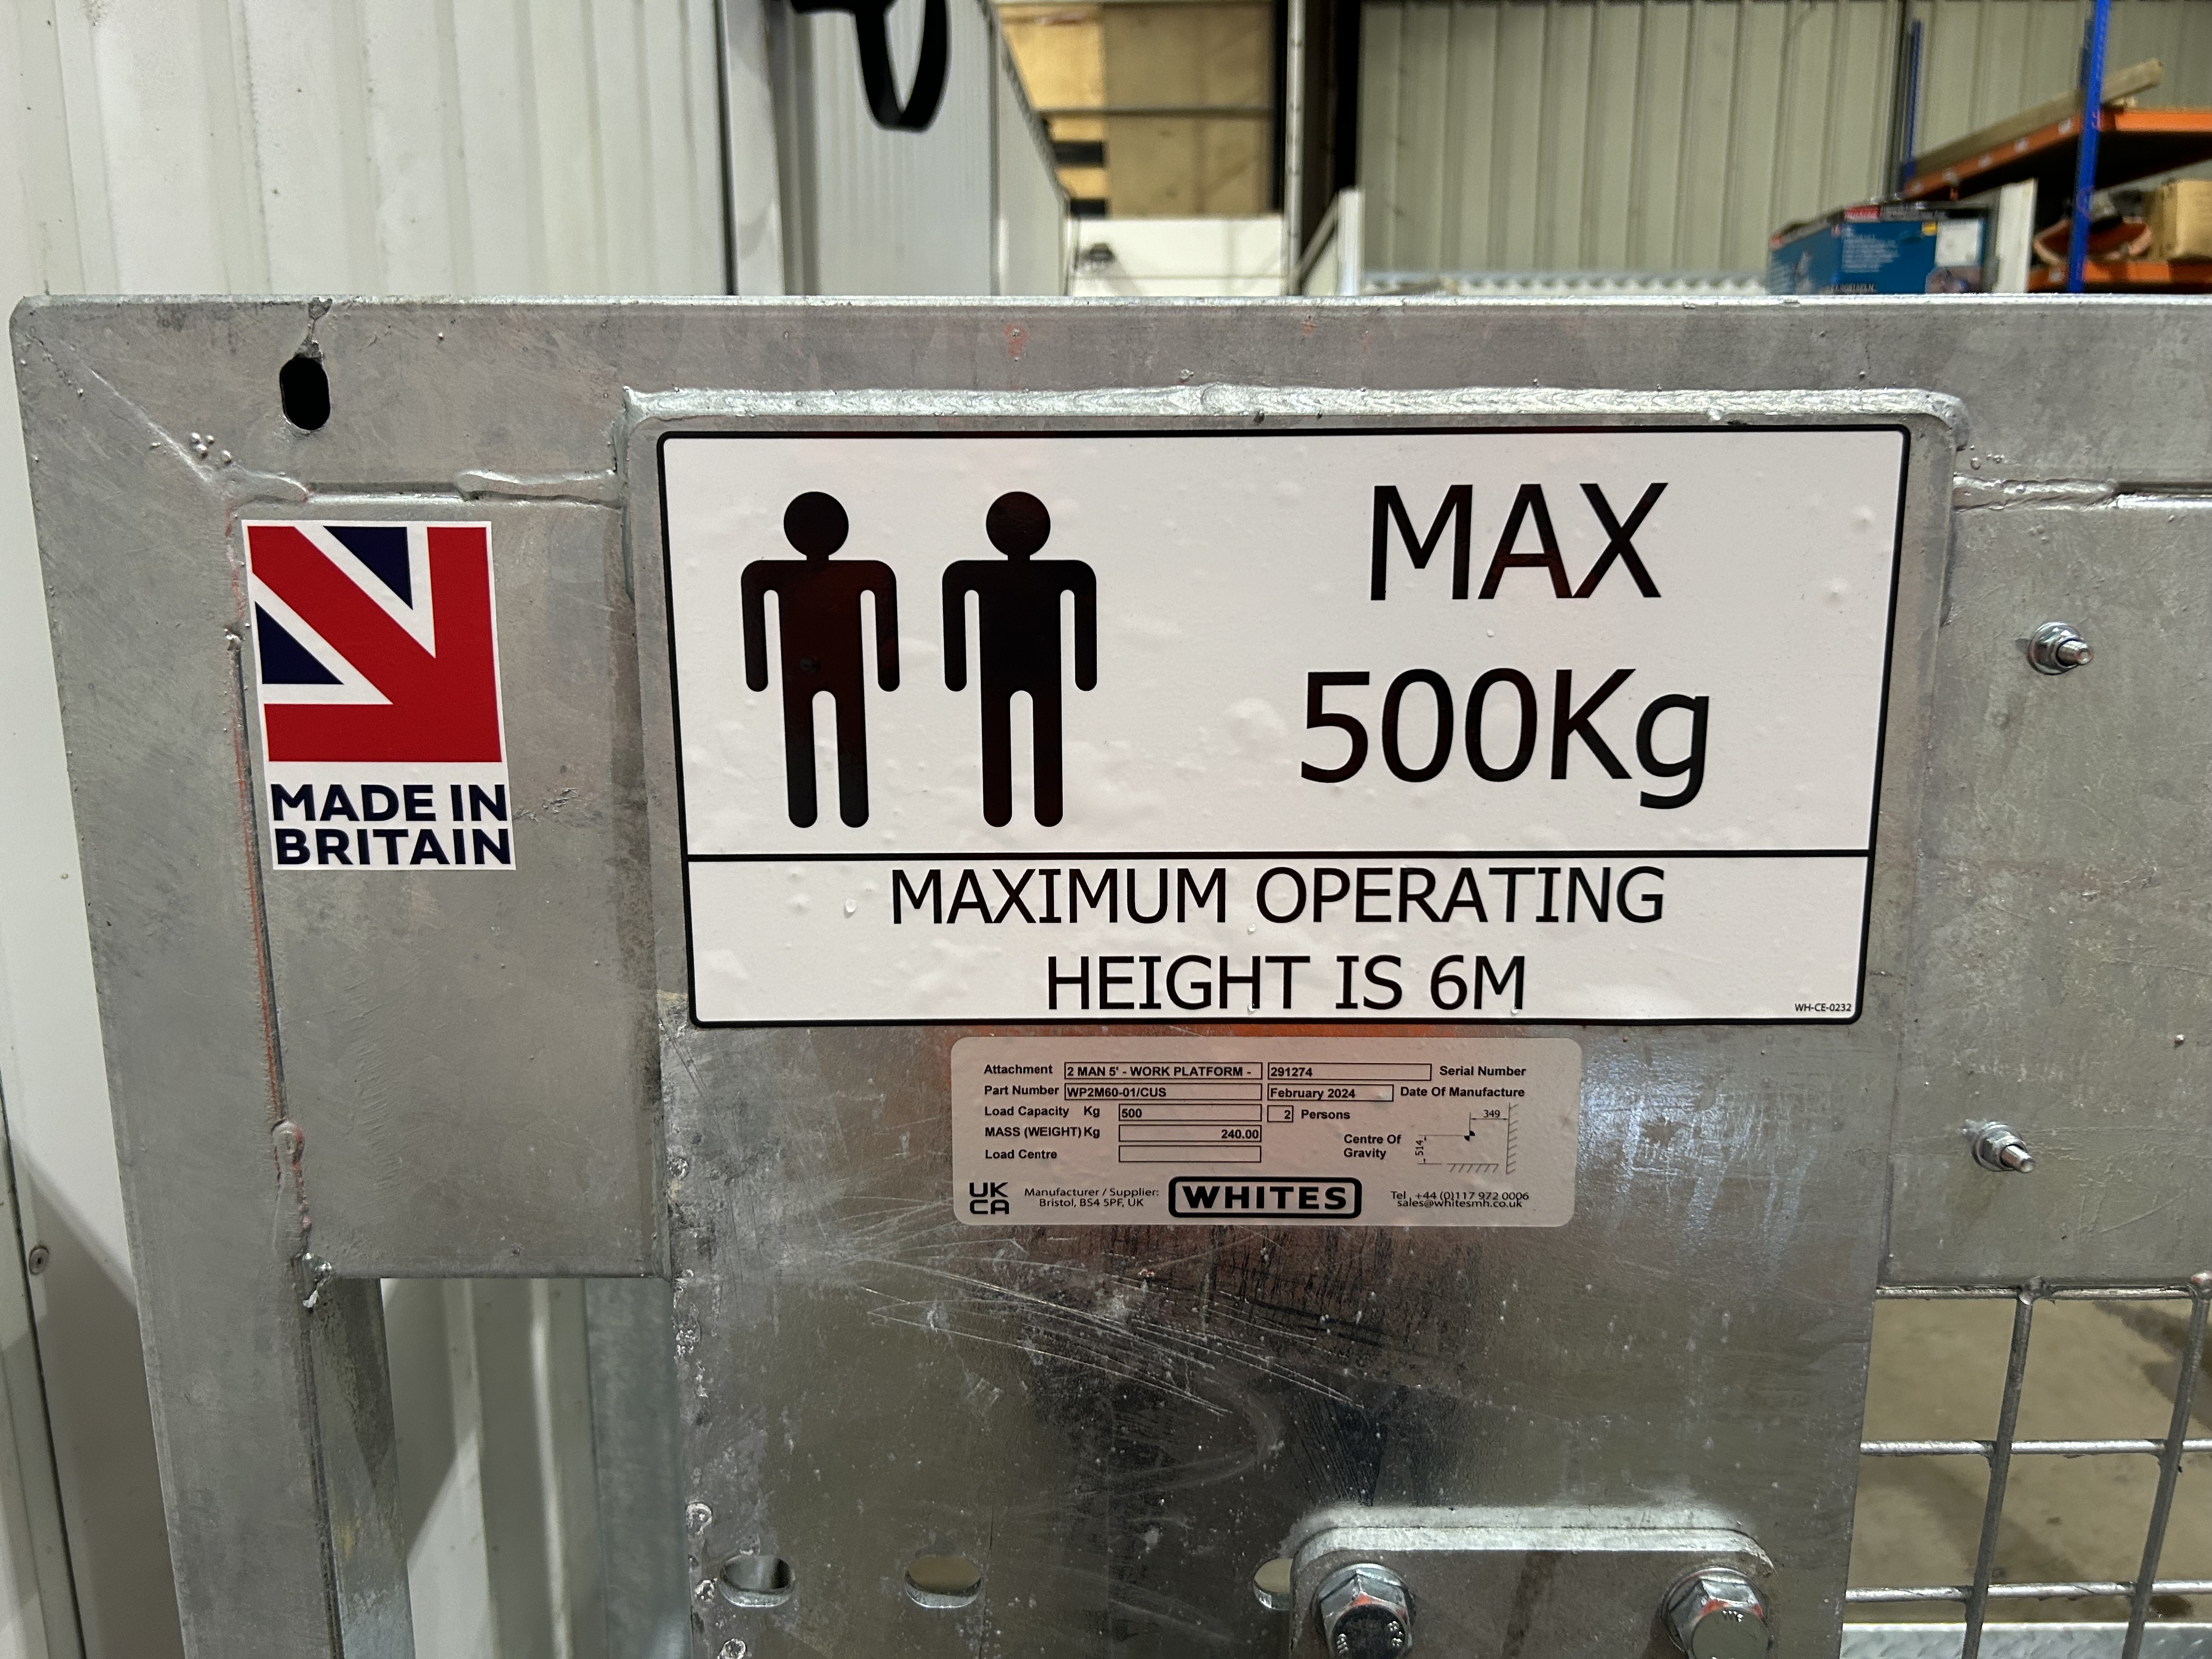 MAX
500Kg
MAXIMUM OPERATING
HEIGHT IS 6M
WH-CE-0232
MADE IN
BRITAIN
Attachment 2 MAN 5' - WORK PLATFORM - 291274 Serial Number
Part Number WP2M60-01/CUS February 2024 Date Of Manufacture
Load Capacity Kg 500 2 Persons
MASS (WEIGHT) Kg 240.00
Load Centre
Centre Of
Gravity
349
514
UK
CA
Manufacturer / Supplier:
Bristol, BS4 5PF, UK
WHITES
Tel +44 (0)117 972 0006
sales@whitesmh.co.uk